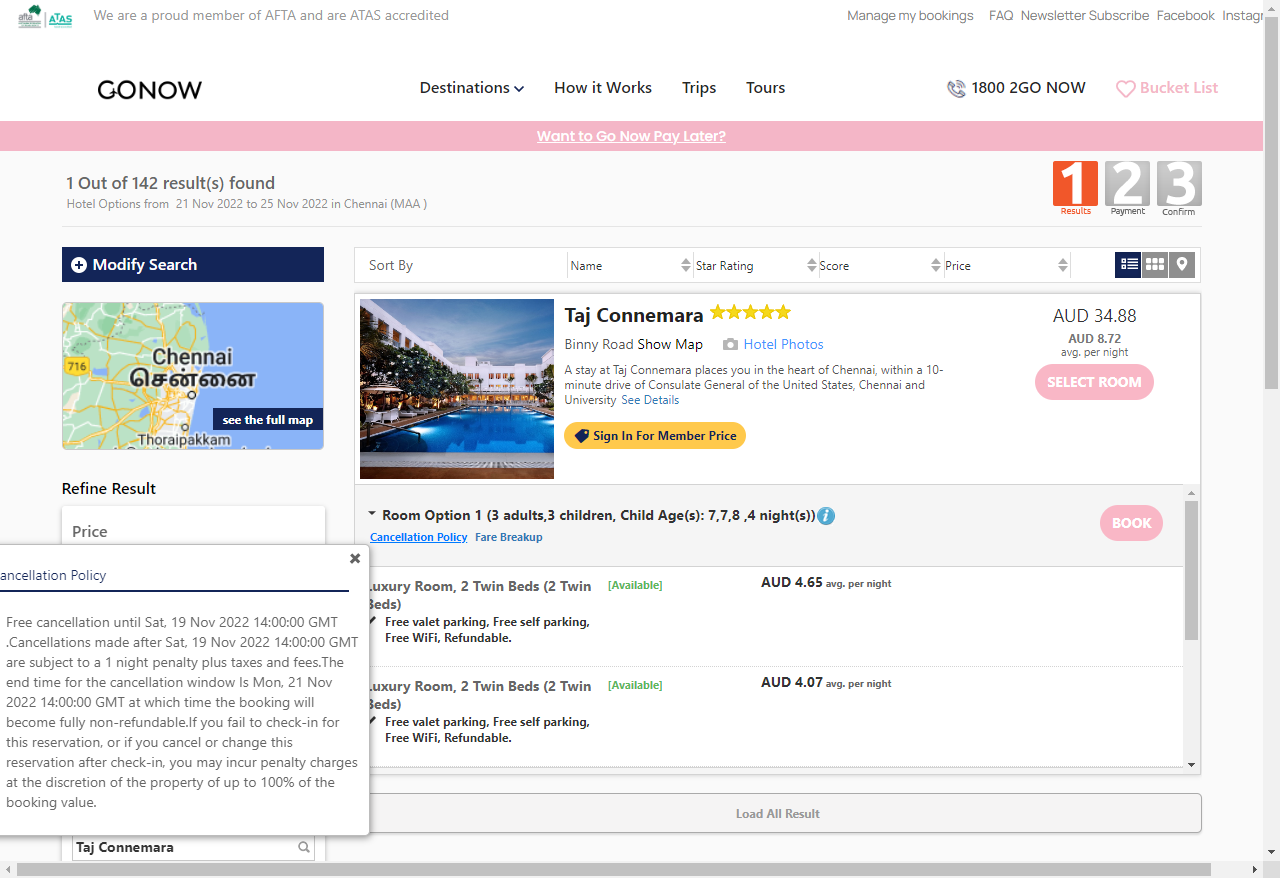 afta
ATAS
We are a proud member of AFTA and are ATAS accredited
Manage my bookings FAQ Newsletter Subscribe Facebook Instagr
GONOW
Destinations How it Works Trips Tours
1800 2GO NOW
Bucket List
Want to Go Now Pay Later?
1 Out of 142 result(s) found
Hotel Options from 21 Nov 2022 to 25 Nov 2022 in Chennai (MAA )
1 2 3
Results Payment Confirm
Modify Search
Sort By Name Star Rating Score Price
Chennai
சென்னை
716
see the full map
Thoraipakkam
Taj Connemara
Binny Road Show Map Hotel Photos
A stay at Taj Connemara places you in the heart of Chennai, within a 10-
minute drive of Consulate General of the United States, Chennai and
University See Details
Sign In For Member Price
AUD 34.88
AUD 8.72
avg. per night
SELECT ROOM
Refine Result
Price
Room Option 1 (3 adults,3 children, Child Age(s): 7,7,8 ,4 night(s))
Cancellation Policy Fare Breakup
BOOK
ancellation Policy
Free cancellation until Sat, 19 Nov 2022 14:00:00 GMT
.Cancellations made after Sat, 19 Nov 2022 14:00:00 GMT
are subject to a 1 night penalty plus taxes and fees.The
end time for the cancellation window Is Mon, 21 Nov
2022 14:00:00 GMT at which time the booking will
become fully non-refundable.If you fail to check-in for
this reservation, or if you cancel or change this
reservation after check-in, you may incur penalty charges
at the discretion of the property of up to 100% of the
booking value.
Luxury Room, 2 Twin Beds (2 Twin
Beds)
[Available]
AUD 4.65 avg. per night
Free valet parking, Free self parking,
Free WiFi, Refundable.
Luxury Room, 2 Twin Beds (2 Twin
Beds)
[Available]
AUD 4.07 avg. per night
Free valet parking, Free self parking,
Free WiFi, Refundable.
Load All Result
Taj Connemara